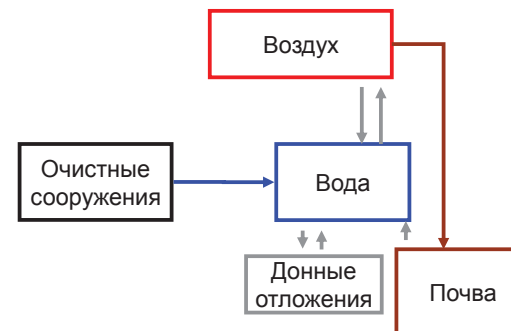 Воздух
Очистные
сооружения
Вода
Донные
отложения
Почва